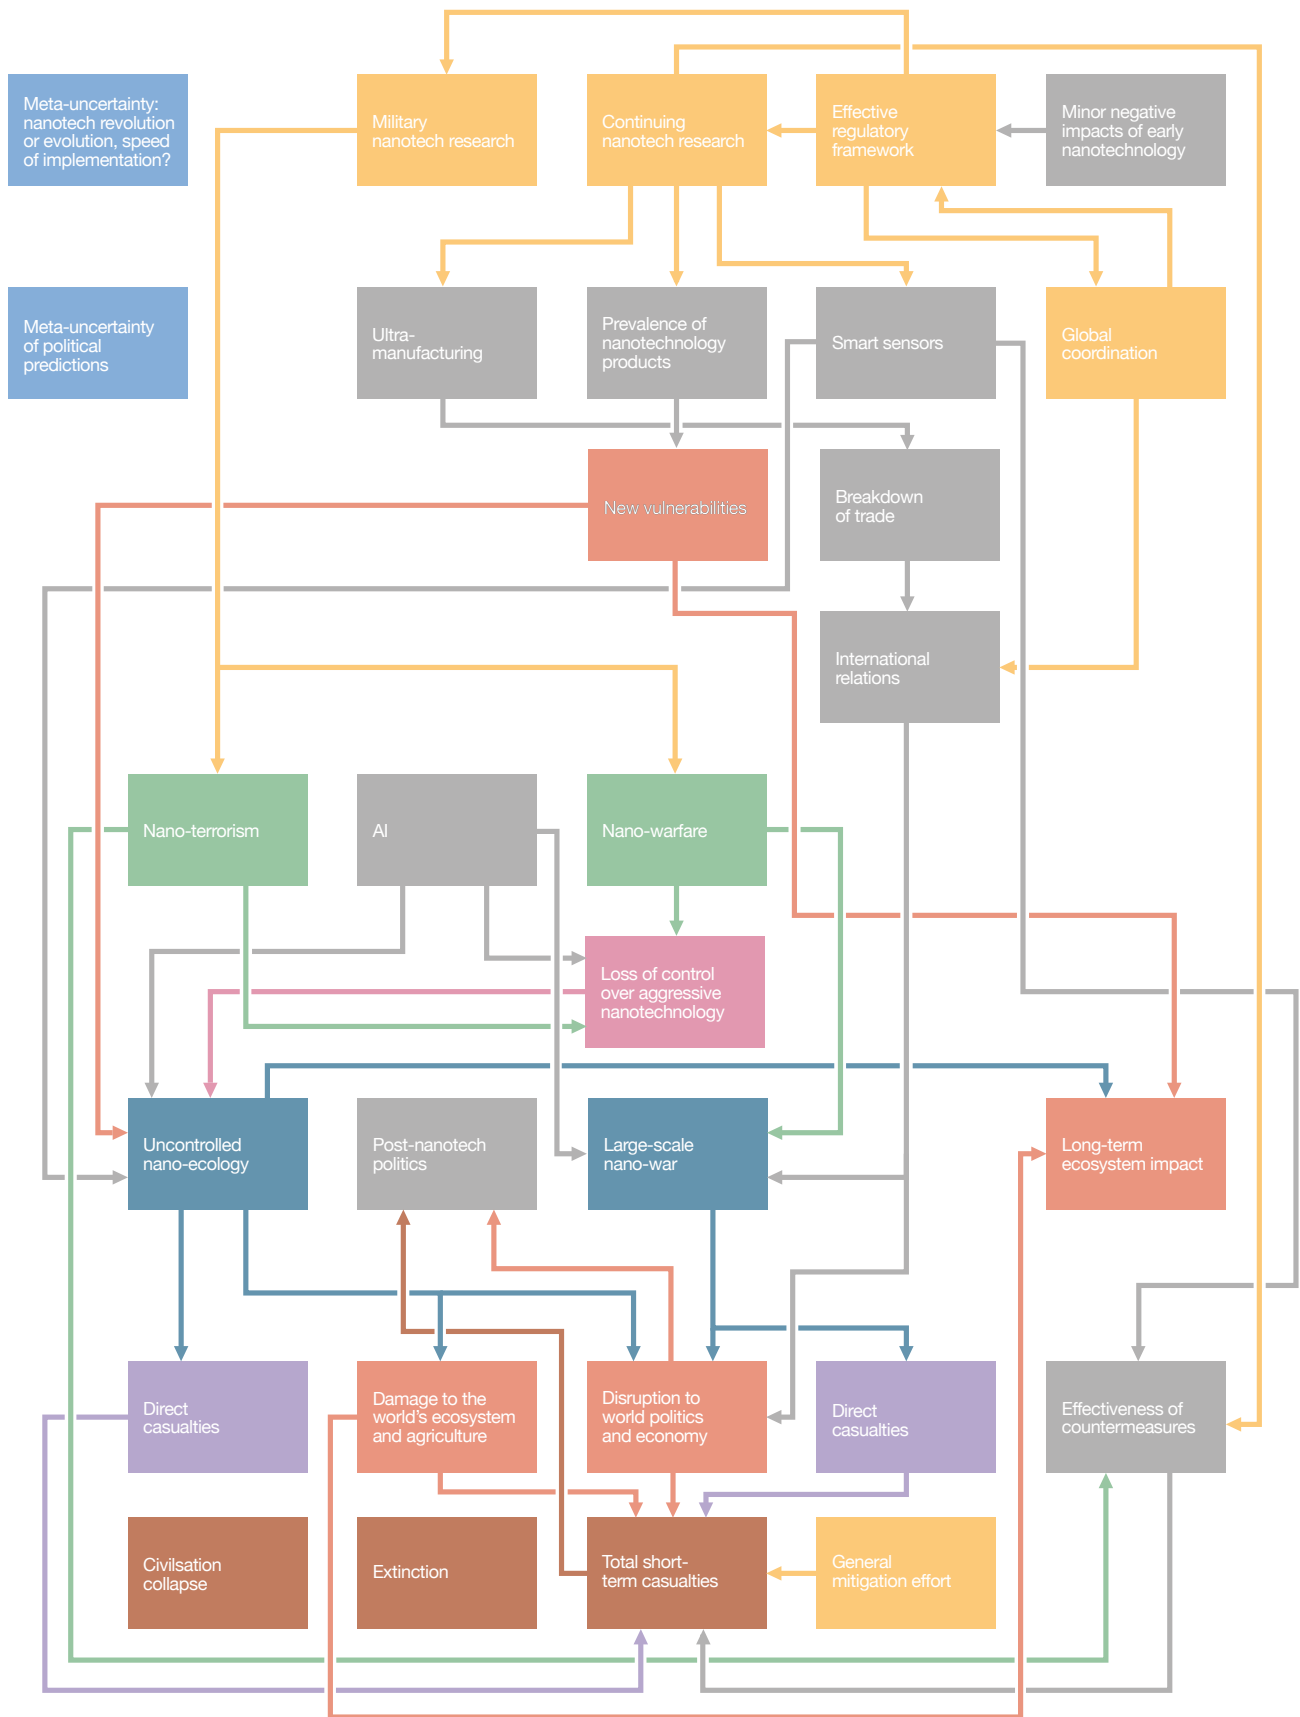 Meta-uncertainty:
nanotech revolution
or evolution, speed
of implementation?
Military
nanotech research
Continuing
nanotech research
Effective
regulatory
framework
Minor negative
impacts of early
nanotechnology
Meta-uncertainty
of political
predictions
Ultra-
manufacturing
Prevalence of
nanotechnology
products
Smart sensors
Global
coordination
New vulnerabilities
Breakdown
of trade
International
relations
Nano-terrorism
AI
Nano-warfare
Loss of control
over aggressive
nanotechnology
Uncontrolled
nano-ecology
Post-nanotech
politics
Large-scale
nano-war
Long-term
ecosystem impact
Direct
casualties
Damage to the
world's ecosystem
and agriculture
Disruption to
world politics
and economy
Direct
casualties
Effectiveness of
countermeasures
Civilsation
collapse
Extinction
Total short-
term casualties
General
mitigation effort